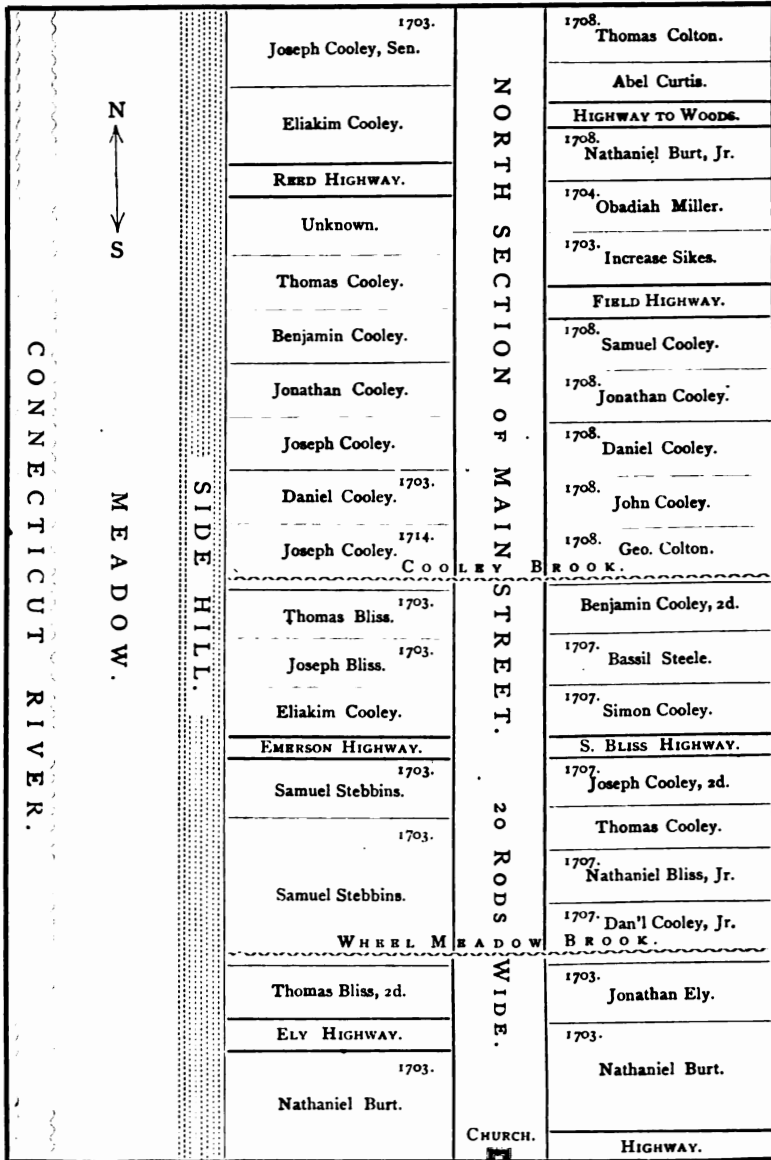 N
S
CONNECTICUT RIVER.
MEADOW.
SIDE HILL.
1703.
Joseph Cooley, Sen.
Eliakim Cooley.
REED HIGHWAY.
Unknown.
Thomas Cooley.
Benjamin Cooley.
Jonathan Cooley.
Joseph Cooley.
1703.
Daniel Cooley.
1714.
Joseph Cooley.
COOLEY BROOK.
1703.
Thomas Bliss.
1703.
Joseph Bliss.
Eliakim Cooley.
EMERSON HIGHWAY.
1703.
Samuel Stebbins.
1703.
Samuel Stebbins.
WHEEL MEADOW BROOK.
Thomas Bliss, 2d.
ELY HIGHWAY.
1703.
Nathaniel Burt.
NORTH SECTION OF MAIN STREET. 20 RODS WIDE.
CHURCH.
1708.
Thomas Colton.
Abel Curtis.
HIGHWAY TO WOODS.
1708.
Nathaniel Burt, Jr.
1704.
Obadiah Miller.
1703.
Increase Sikes.
FIELD HIGHWAY.
1708.
Samuel Cooley.
1708.
Jonathan Cooley.
1708.
Daniel Cooley.
1708.
John Cooley.
1708.
Geo. Colton.
Benjamin Cooley, 2d.
1707.
Bassil Steele.
1707.
Simon Cooley.
S. BLISS HIGHWAY.
1707.
Joseph Cooley, 2d.
Thomas Cooley.
1707.
Nathaniel Bliss, Jr.
1707. Dan'l Cooley, Jr.
1703.
Jonathan Ely.
1703.
Nathaniel Burt.
HIGHWAY.